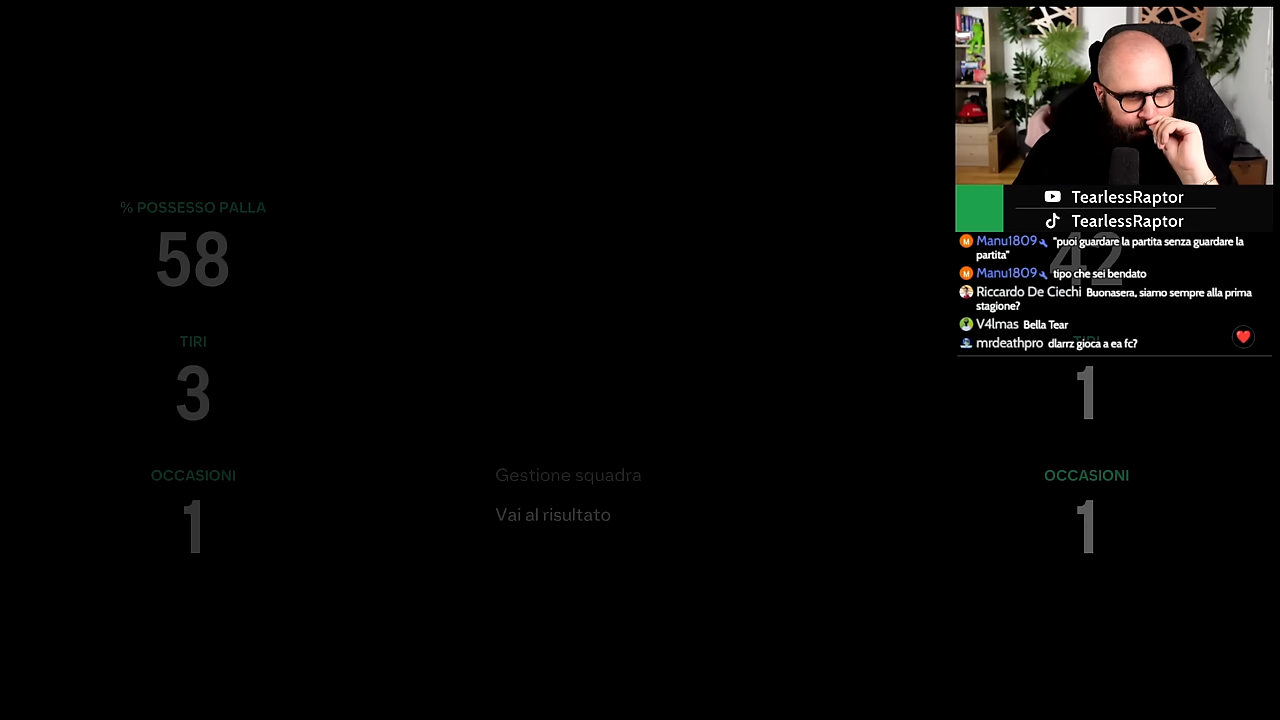 TearlessRaptor
TearlessRaptor
% POSSESSO PALLA
58
42
TIRI
3
TIRI
1
OCCASIONI
1
OCCASIONI
1
Gestione squadra
Vai al risultato
M Manu1809 "puoi guardare la partita senza guardare la
partita"
M Manu1809 tipo che sei bendato
Riccardo De Ciechi Buonasera, siamo sempre alla prima
stagione?
V4lmas Bella Tear
mrdeathpro dlarrz gioca a ea fc?